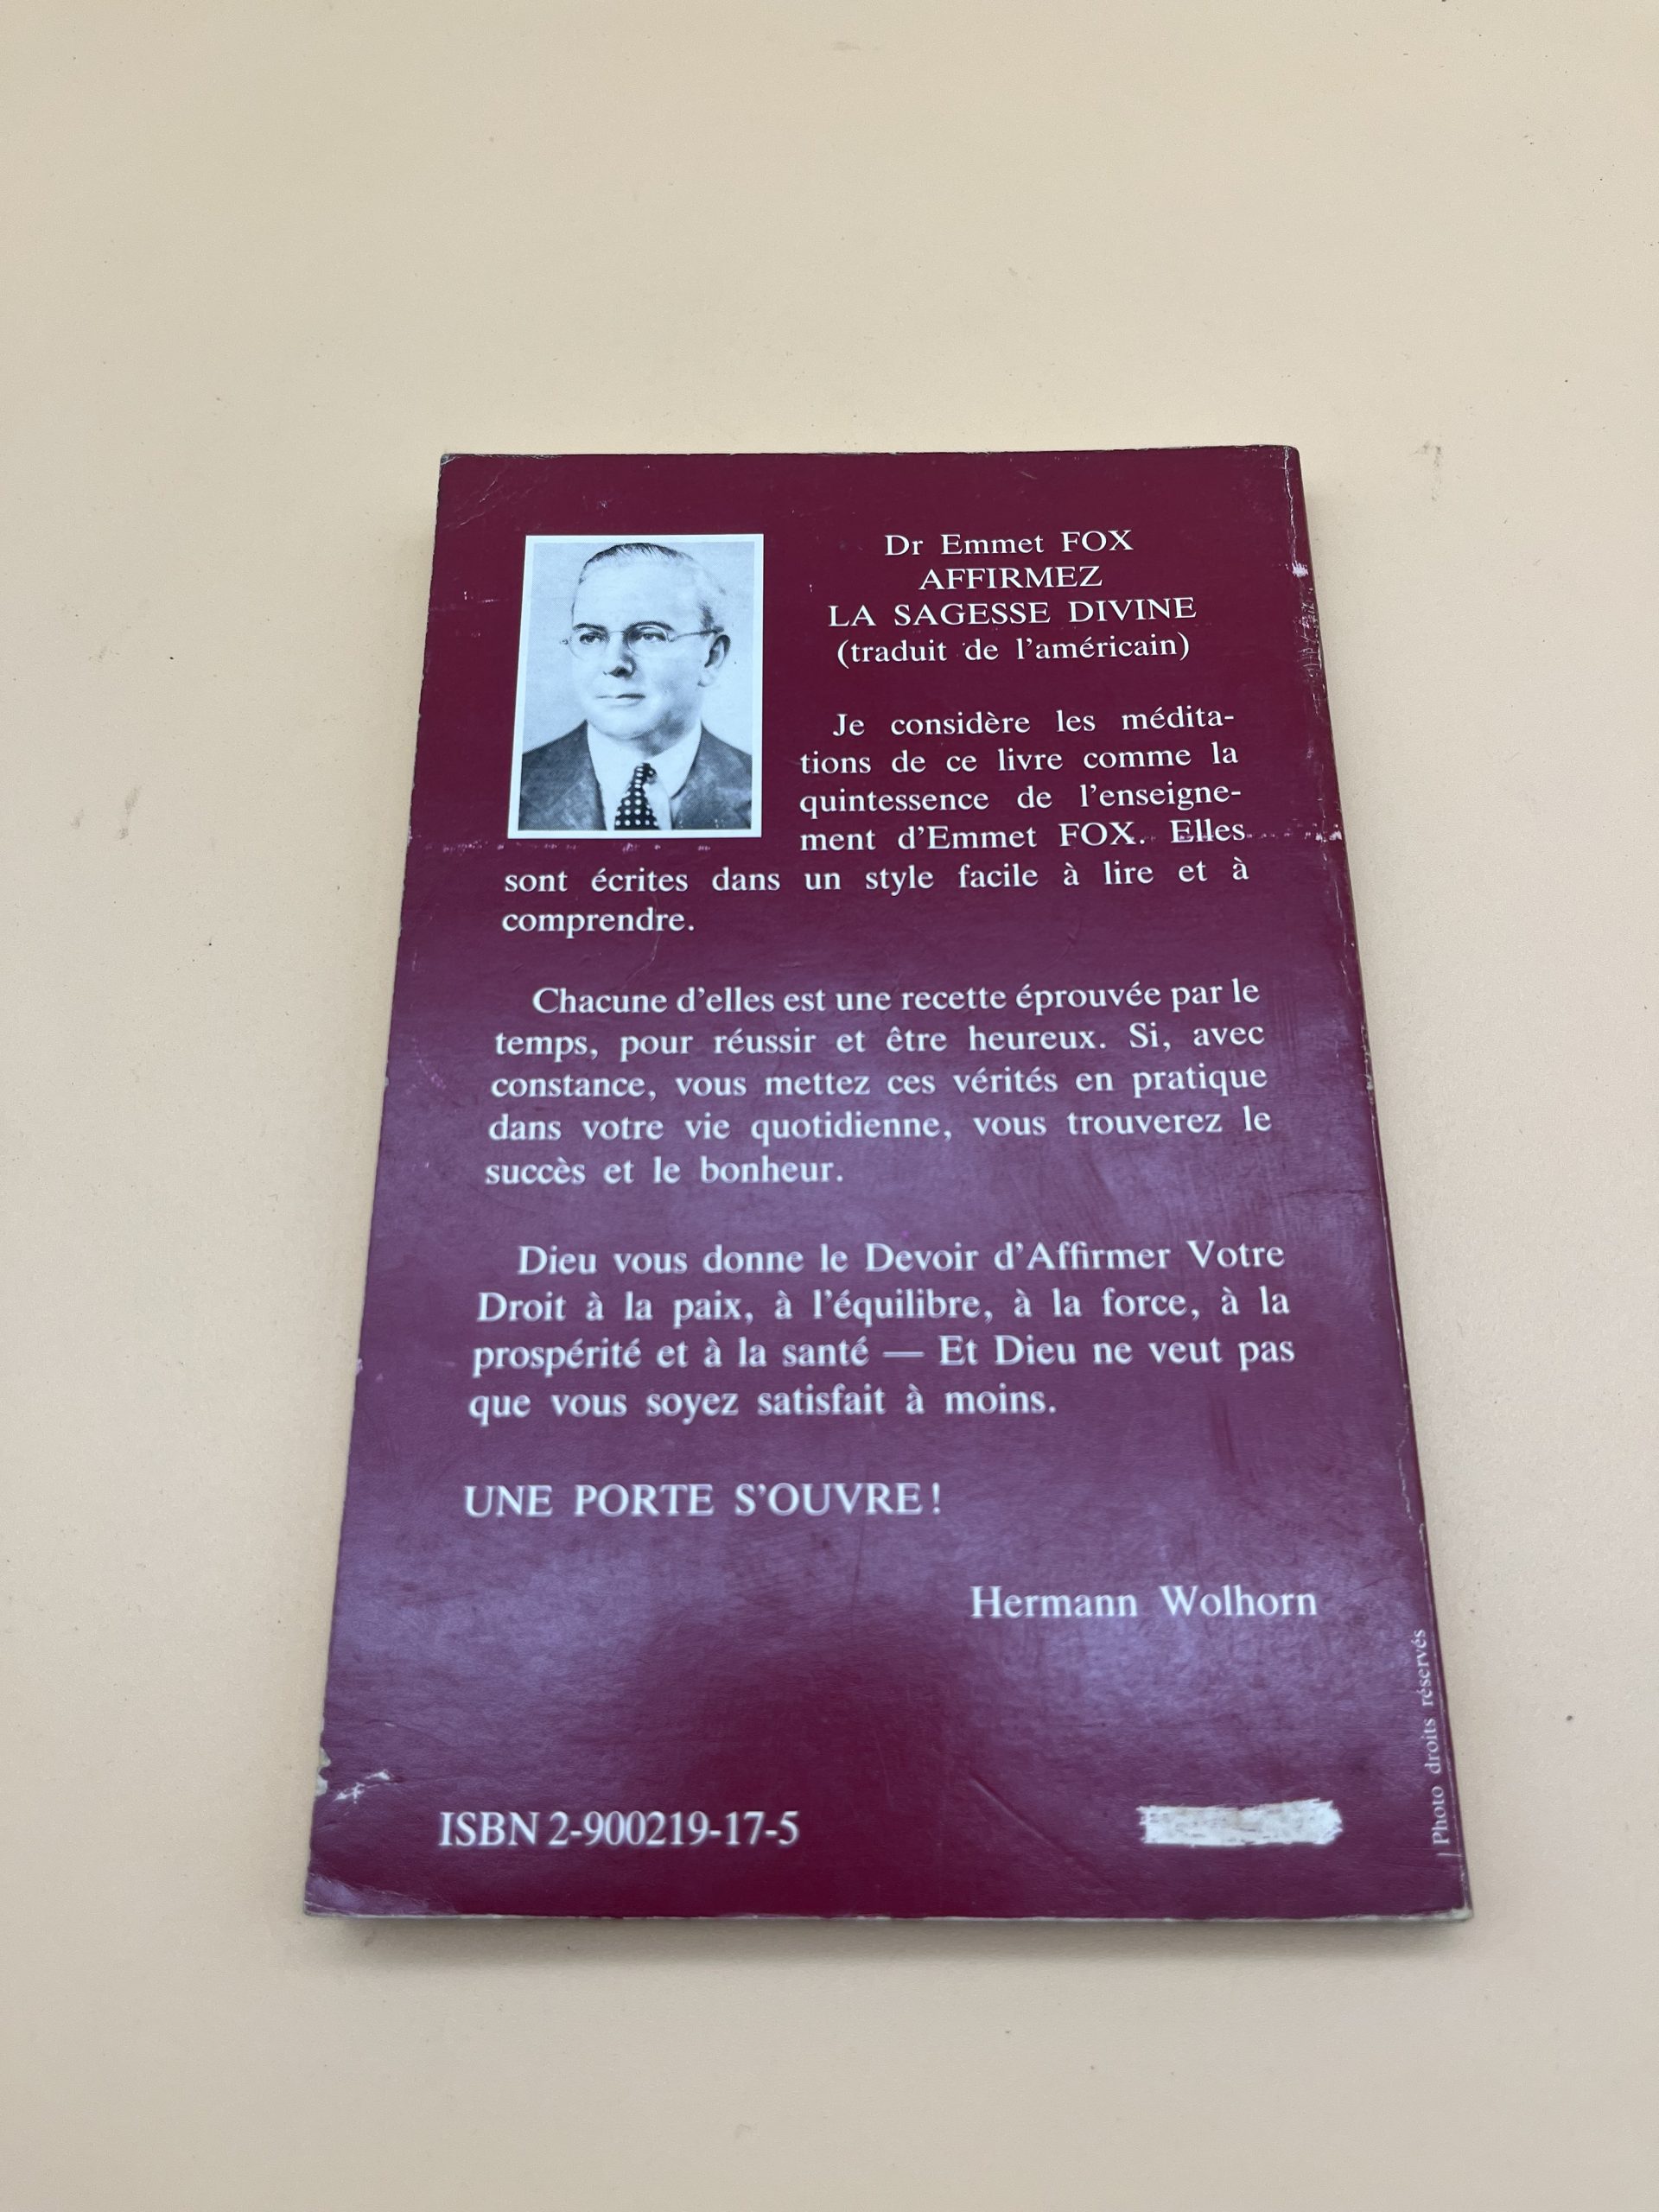 Dr Emmet FOX
AFFIRMEZ
LA SAGESSE DIVINE
(traduit de l'américain)
Je considère les médita-
tions de ce livre comme la
quintessence de l'enseigne-
ment d'Emmet FOX. Elles
sont écrites dans un style facile à lire et à
comprendre.
Chacune d'elles est une recette éprouvée par le
temps, pour réussir et être heureux. Si, avec
constance, vous mettez ces vérités en pratique
dans votre vie quotidienne, vous trouverez le
succès et le bonheur.
Dieu vous donne le Devoir d'Affirmer Votre
Droit à la paix, à l'équilibre, à la force, à la
prospérité et à la santé — Et Dieu ne veut pas
que vous soyez satisfait à moins.
UNE PORTE S'OUVRE !
Hermann Wolhorn
Photo droits réservés
ISBN 2-900219-17-5